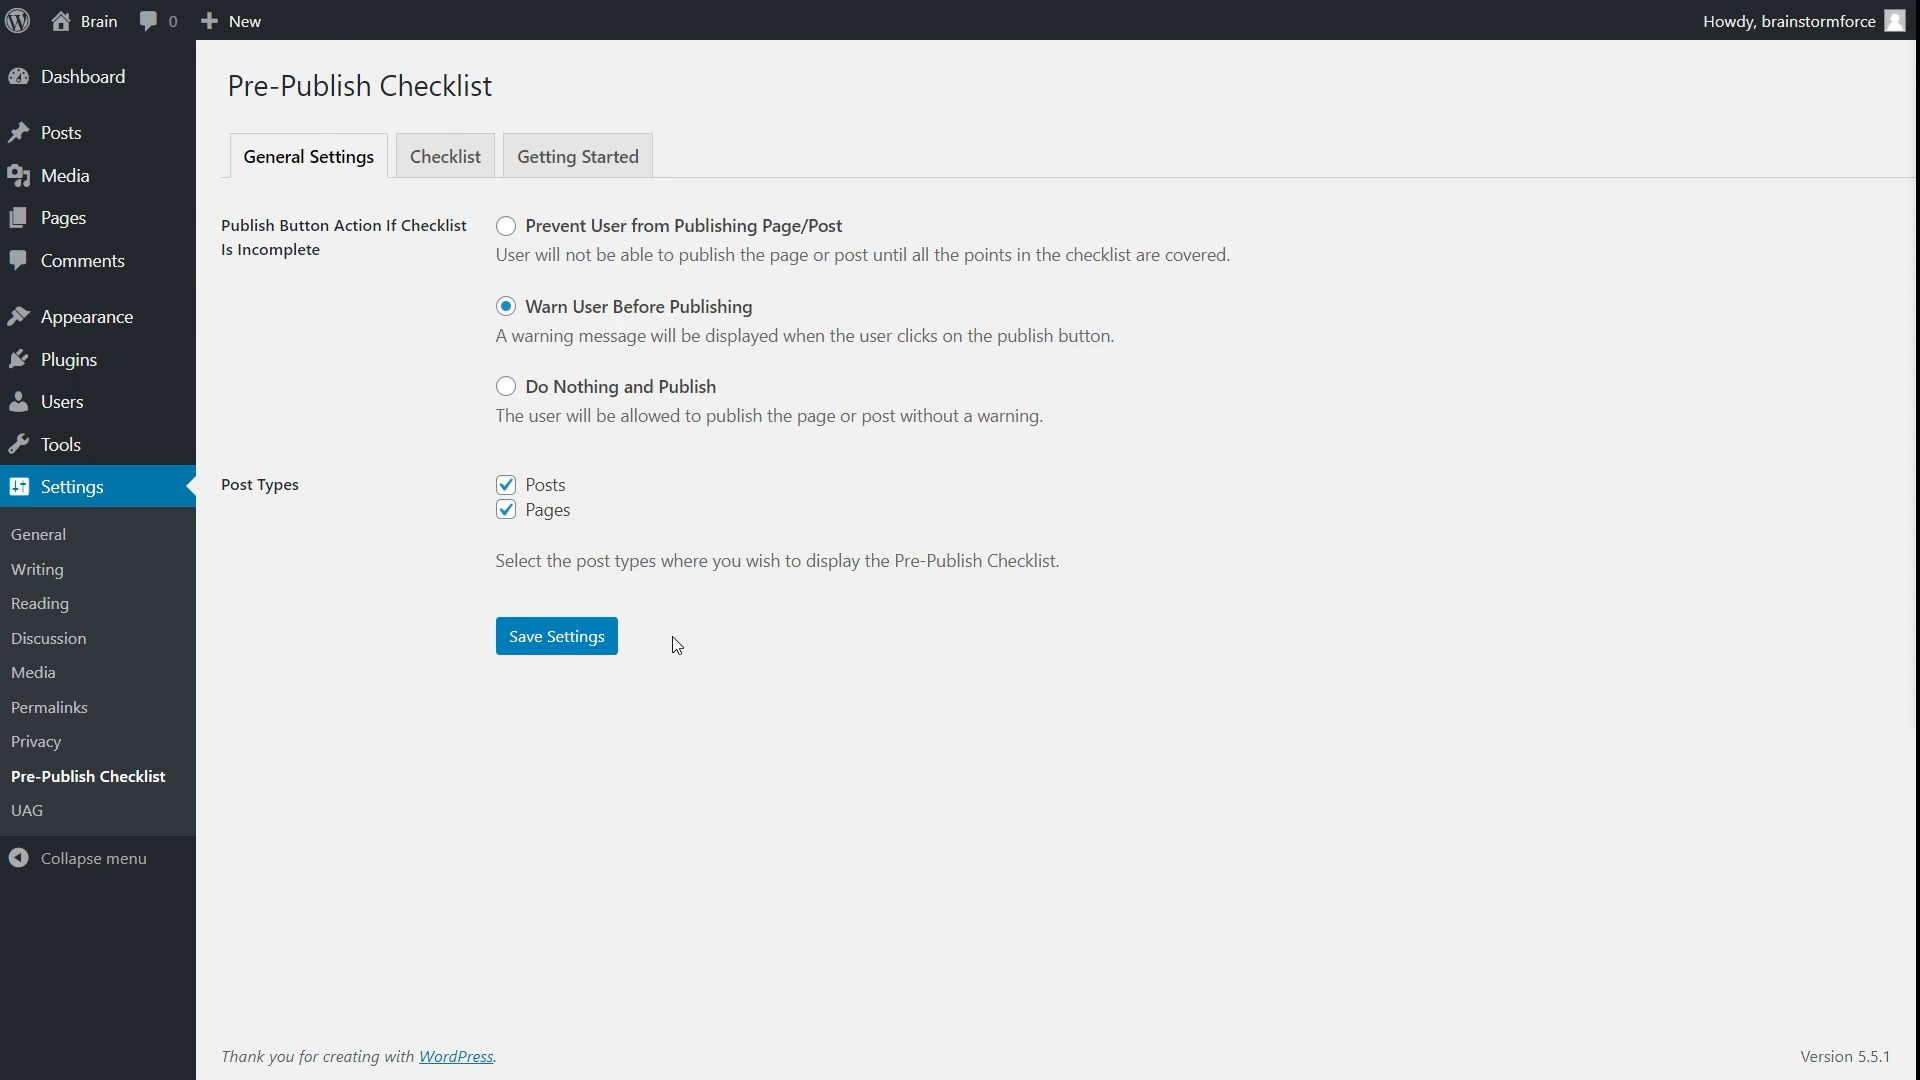 Brain 0 New Howdy, brainstormforce
Dashboard
Posts
Media
Pages
Comments
Appearance
Plugins
Users
Tools
Settings
General
Writing
Reading
Discussion
Media
Permalinks
Privacy
Pre-Publish Checklist
UAG
Collapse menu
Pre-Publish Checklist
General Settings Checklist Getting Started
Publish Button Action If Checklist
Is Incomplete
Prevent User from Publishing Page/Post
User will not be able to publish the page or post until all the points in the checklist are covered.
Warn User Before Publishing
A warning message will be displayed when the user clicks on the publish button.
Do Nothing and Publish
The user will be allowed to publish the page or post without a warning.
Post Types
Posts
Pages
Select the post types where you wish to display the Pre-Publish Checklist.
Save Settings
Thank you for creating with WordPress. Version 5.5.1